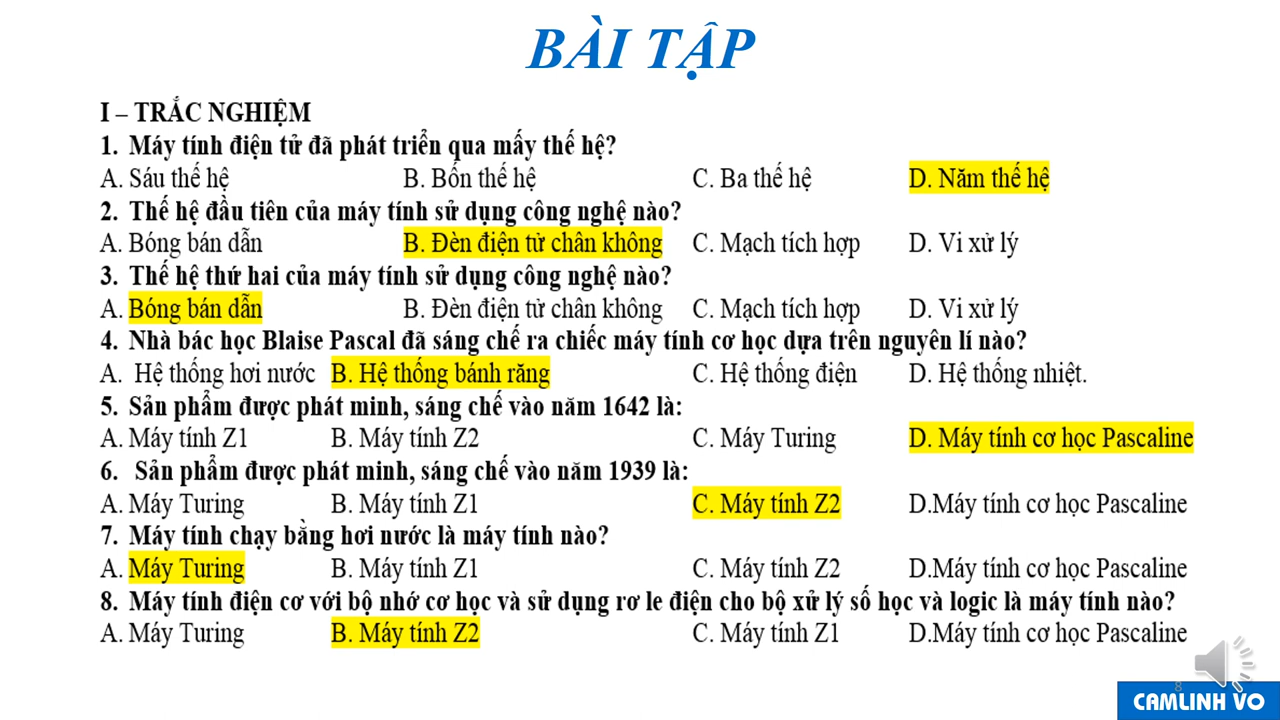 BÀI TẬP
I – TRẮC NGHIỆM
1. Máy tính điện tử đã phát triển qua mấy thế hệ?
A. Sáu thế hệ B. Bốn thế hệ C. Ba thế hệ D. Năm thế hệ
2. Thế hệ đầu tiên của máy tính sử dụng công nghệ nào?
A. Bóng bán dẫn B. Đèn điện tử chân không C. Mạch tích hợp D. Vi xử lý
3. Thế hệ thứ hai của máy tính sử dụng công nghệ nào?
A. Bóng bán dẫn B. Đèn điện tử chân không C. Mạch tích hợp D. Vi xử lý
4. Nhà bác học Blaise Pascal đã sáng chế ra chiếc máy tính cơ học dựa trên nguyên lí nào?
A. Hệ thống hơi nước B. Hệ thống bánh răng C. Hệ thống điện D. Hệ thống nhiệt.
5. Sản phẩm được phát minh, sáng chế vào năm 1642 là:
A. Máy tính Z1 B. Máy tính Z2 C. Máy Turing D. Máy tính cơ học Pascaline
6. Sản phẩm được phát minh, sáng chế vào năm 1939 là:
A. Máy Turing B. Máy tính Z1 C. Máy tính Z2 D.Máy tính cơ học Pascaline
7. Máy tính chạy bằng hơi nước là máy tính nào?
A. Máy Turing B. Máy tính Z1 C. Máy tính Z2 D.Máy tính cơ học Pascaline
8. Máy tính điện cơ với bộ nhớ cơ học và sử dụng rơ le điện cho bộ xử lý số học và logic là máy tính nào?
A. Máy Turing B. Máy tính Z2 C. Máy tính Z1 D.Máy tính cơ học Pascaline
8
CAMLINH VO